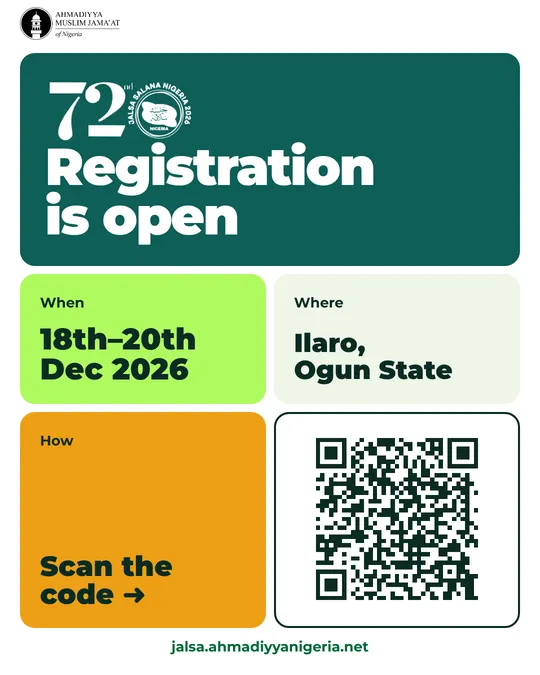 AHMADIYYA
MUSLIM JAMA'AT
of Nigeria
72nd
JALSA SALANA NIGERIA 2026
NIGERIA
Registration
is open
When
18th–20th
Dec 2026
Where
Ilaro,
Ogun State
How
Scan the
code →
jalsa.ahmadiyyanigeria.net